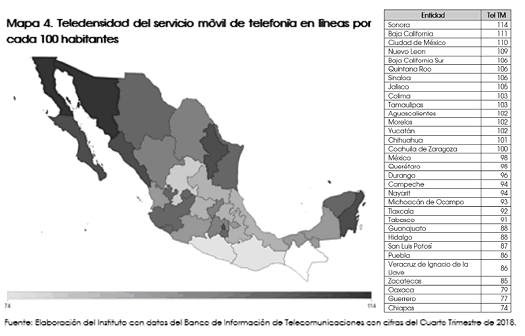 Mapa 4. Teledensidad del servicio móvil de telefonía en líneas por
cada 100 habitantes
74
114
Entidad Tel TM
Sonora 114
Baja California 111
Ciudad de México 110
Nuevo Leon 109
Baja California Sur 106
Quintana Roo 106
Sinaloa 106
Jalisco 105
Colima 103
Tamaulipas 103
Aguascalientes 102
Morelos 102
Yucatán 102
Chihuahua 101
Coahuila de Zaragoza 100
México 98
Querétaro 98
Durango 96
Campeche 94
Nayarit 94
Michoacán de Ocampo 93
Tlaxcala 92
Tabasco 91
Guanajuato 88
Hidalgo 88
San Luis Potosí 87
Puebla 86
Veracruz de Ignacio de la
Llave 86
Zacatecas 85
Oaxaca 79
Guerrero 77
Chiapas 74
Fuente: Elaboración del Instituto con datos del Banco de Información de Telecomunicaciones con cifras del Cuarto Trimestre de 2018.